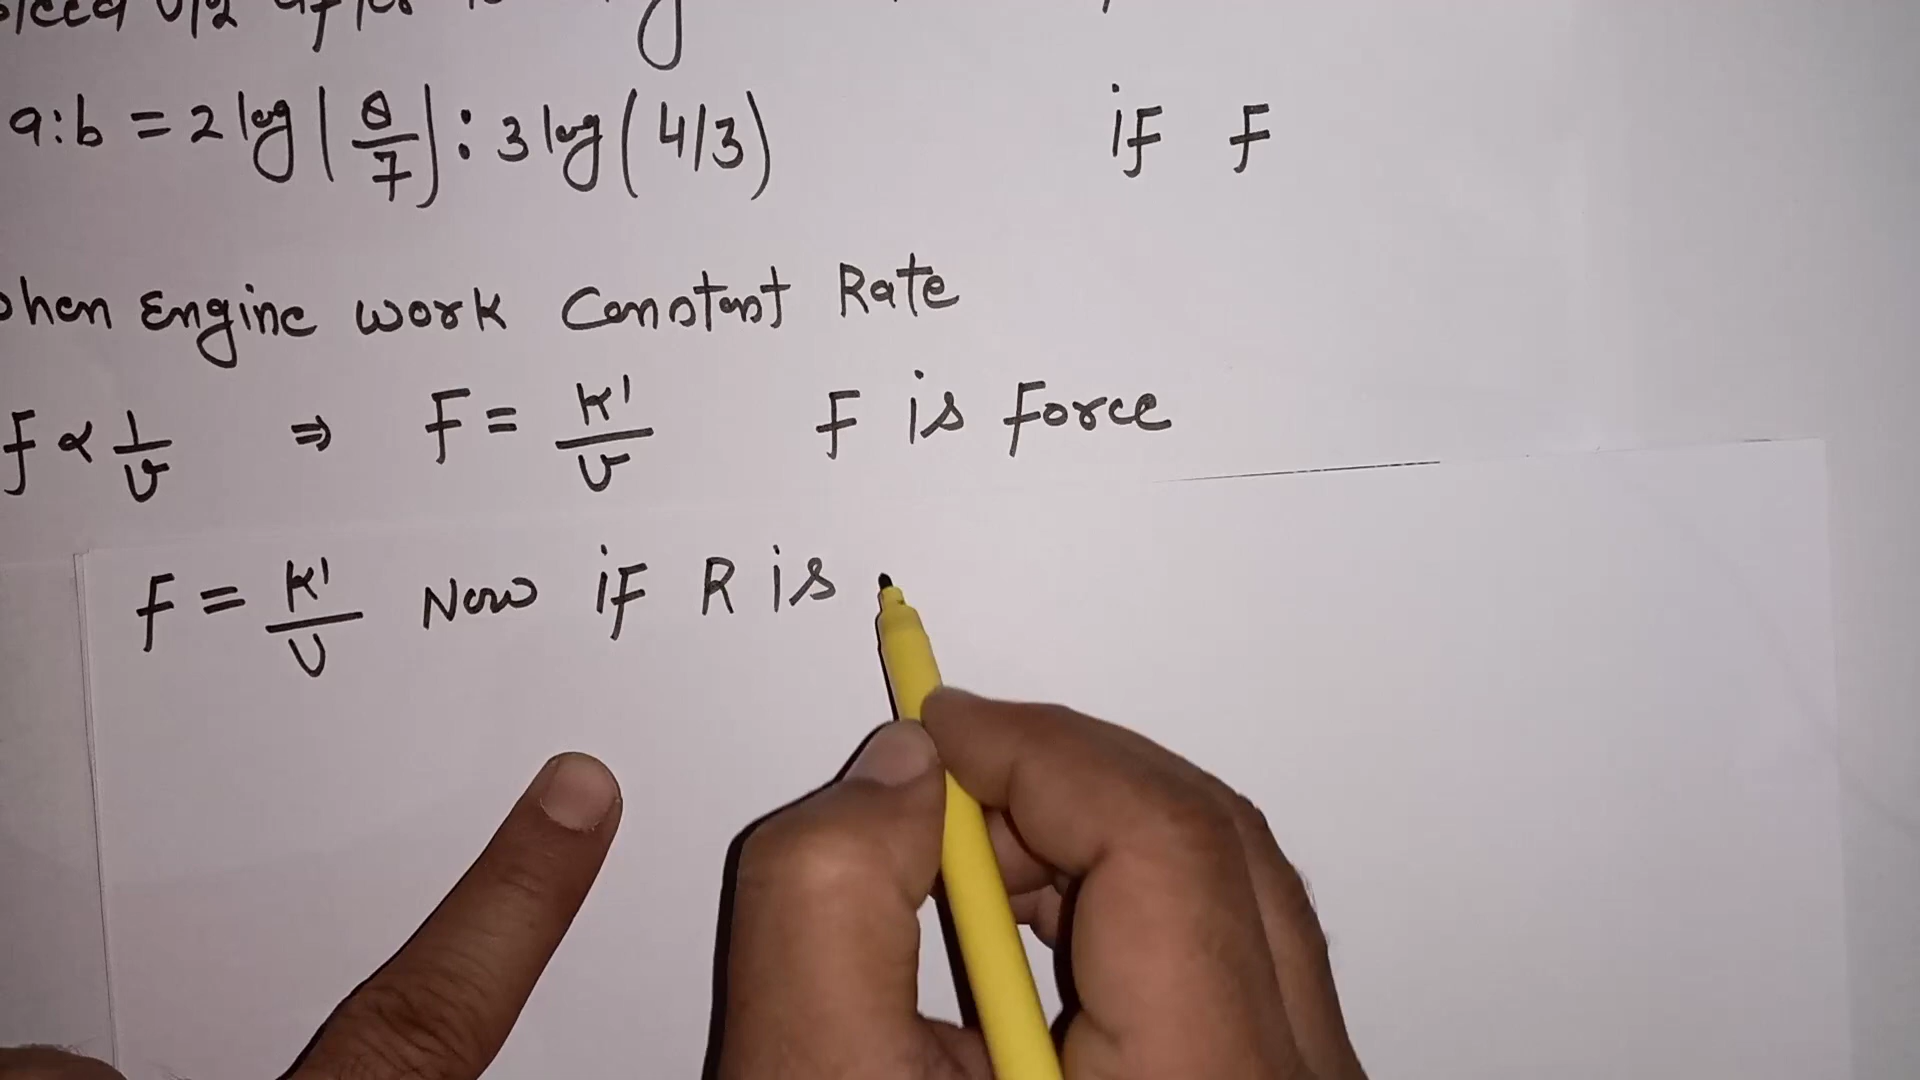 a:b = 2 log(8/7) : 3 log(4/3) if F
When Engine work Constant Rate
F ∝ 1/v ⇒ F = k'/v F is Force
F = k'/v Now if R is